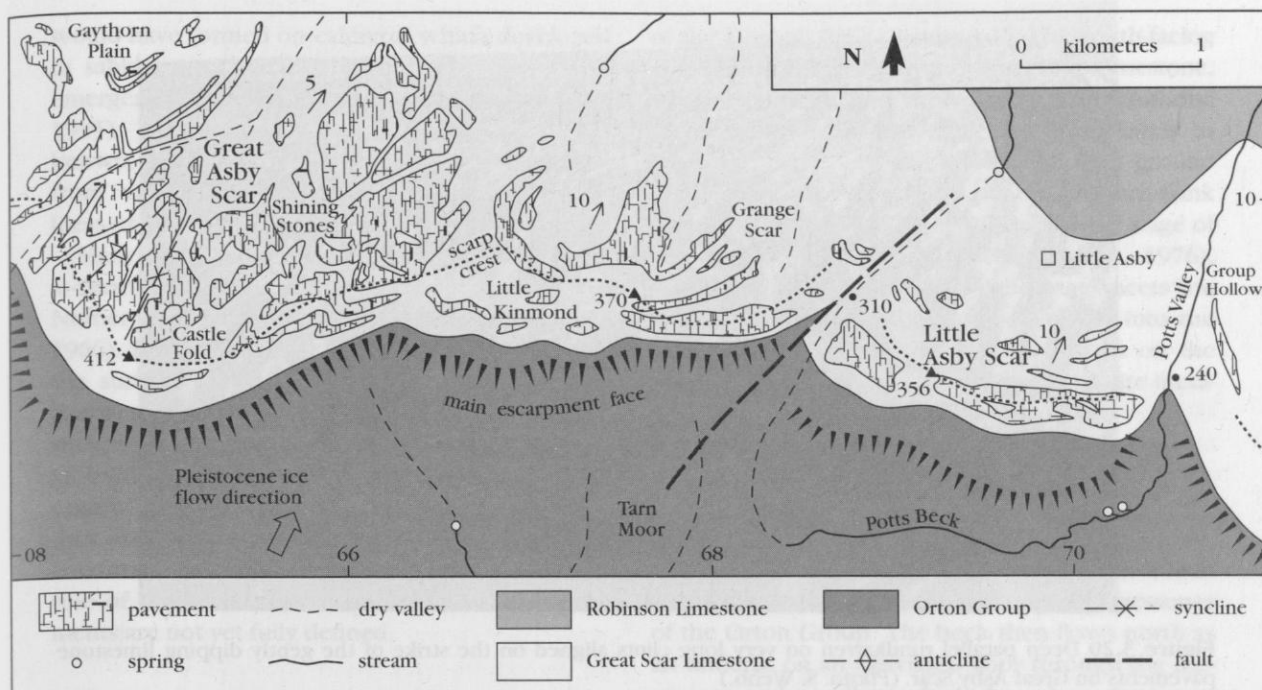 Gaythorn
Plain
5
N
0 kilometres 1
Great
Asby
Scar
Shining
Stones
scarp
crest
10
Grange
Scar
10
Little Asby
Potts Valley
Group
Hollow
Little
Kinmond
370
310
Castle
Fold
412
Little
Asby Scar
10
356
240
main escarpment face
Pleistocene ice
flow direction
Tarn
Moor
Potts Beck
08
66
68
70
pavement
dry valley
Robinson Limestone
Orton Group
syncline
spring
stream
Great Scar Limestone
anticline
fault